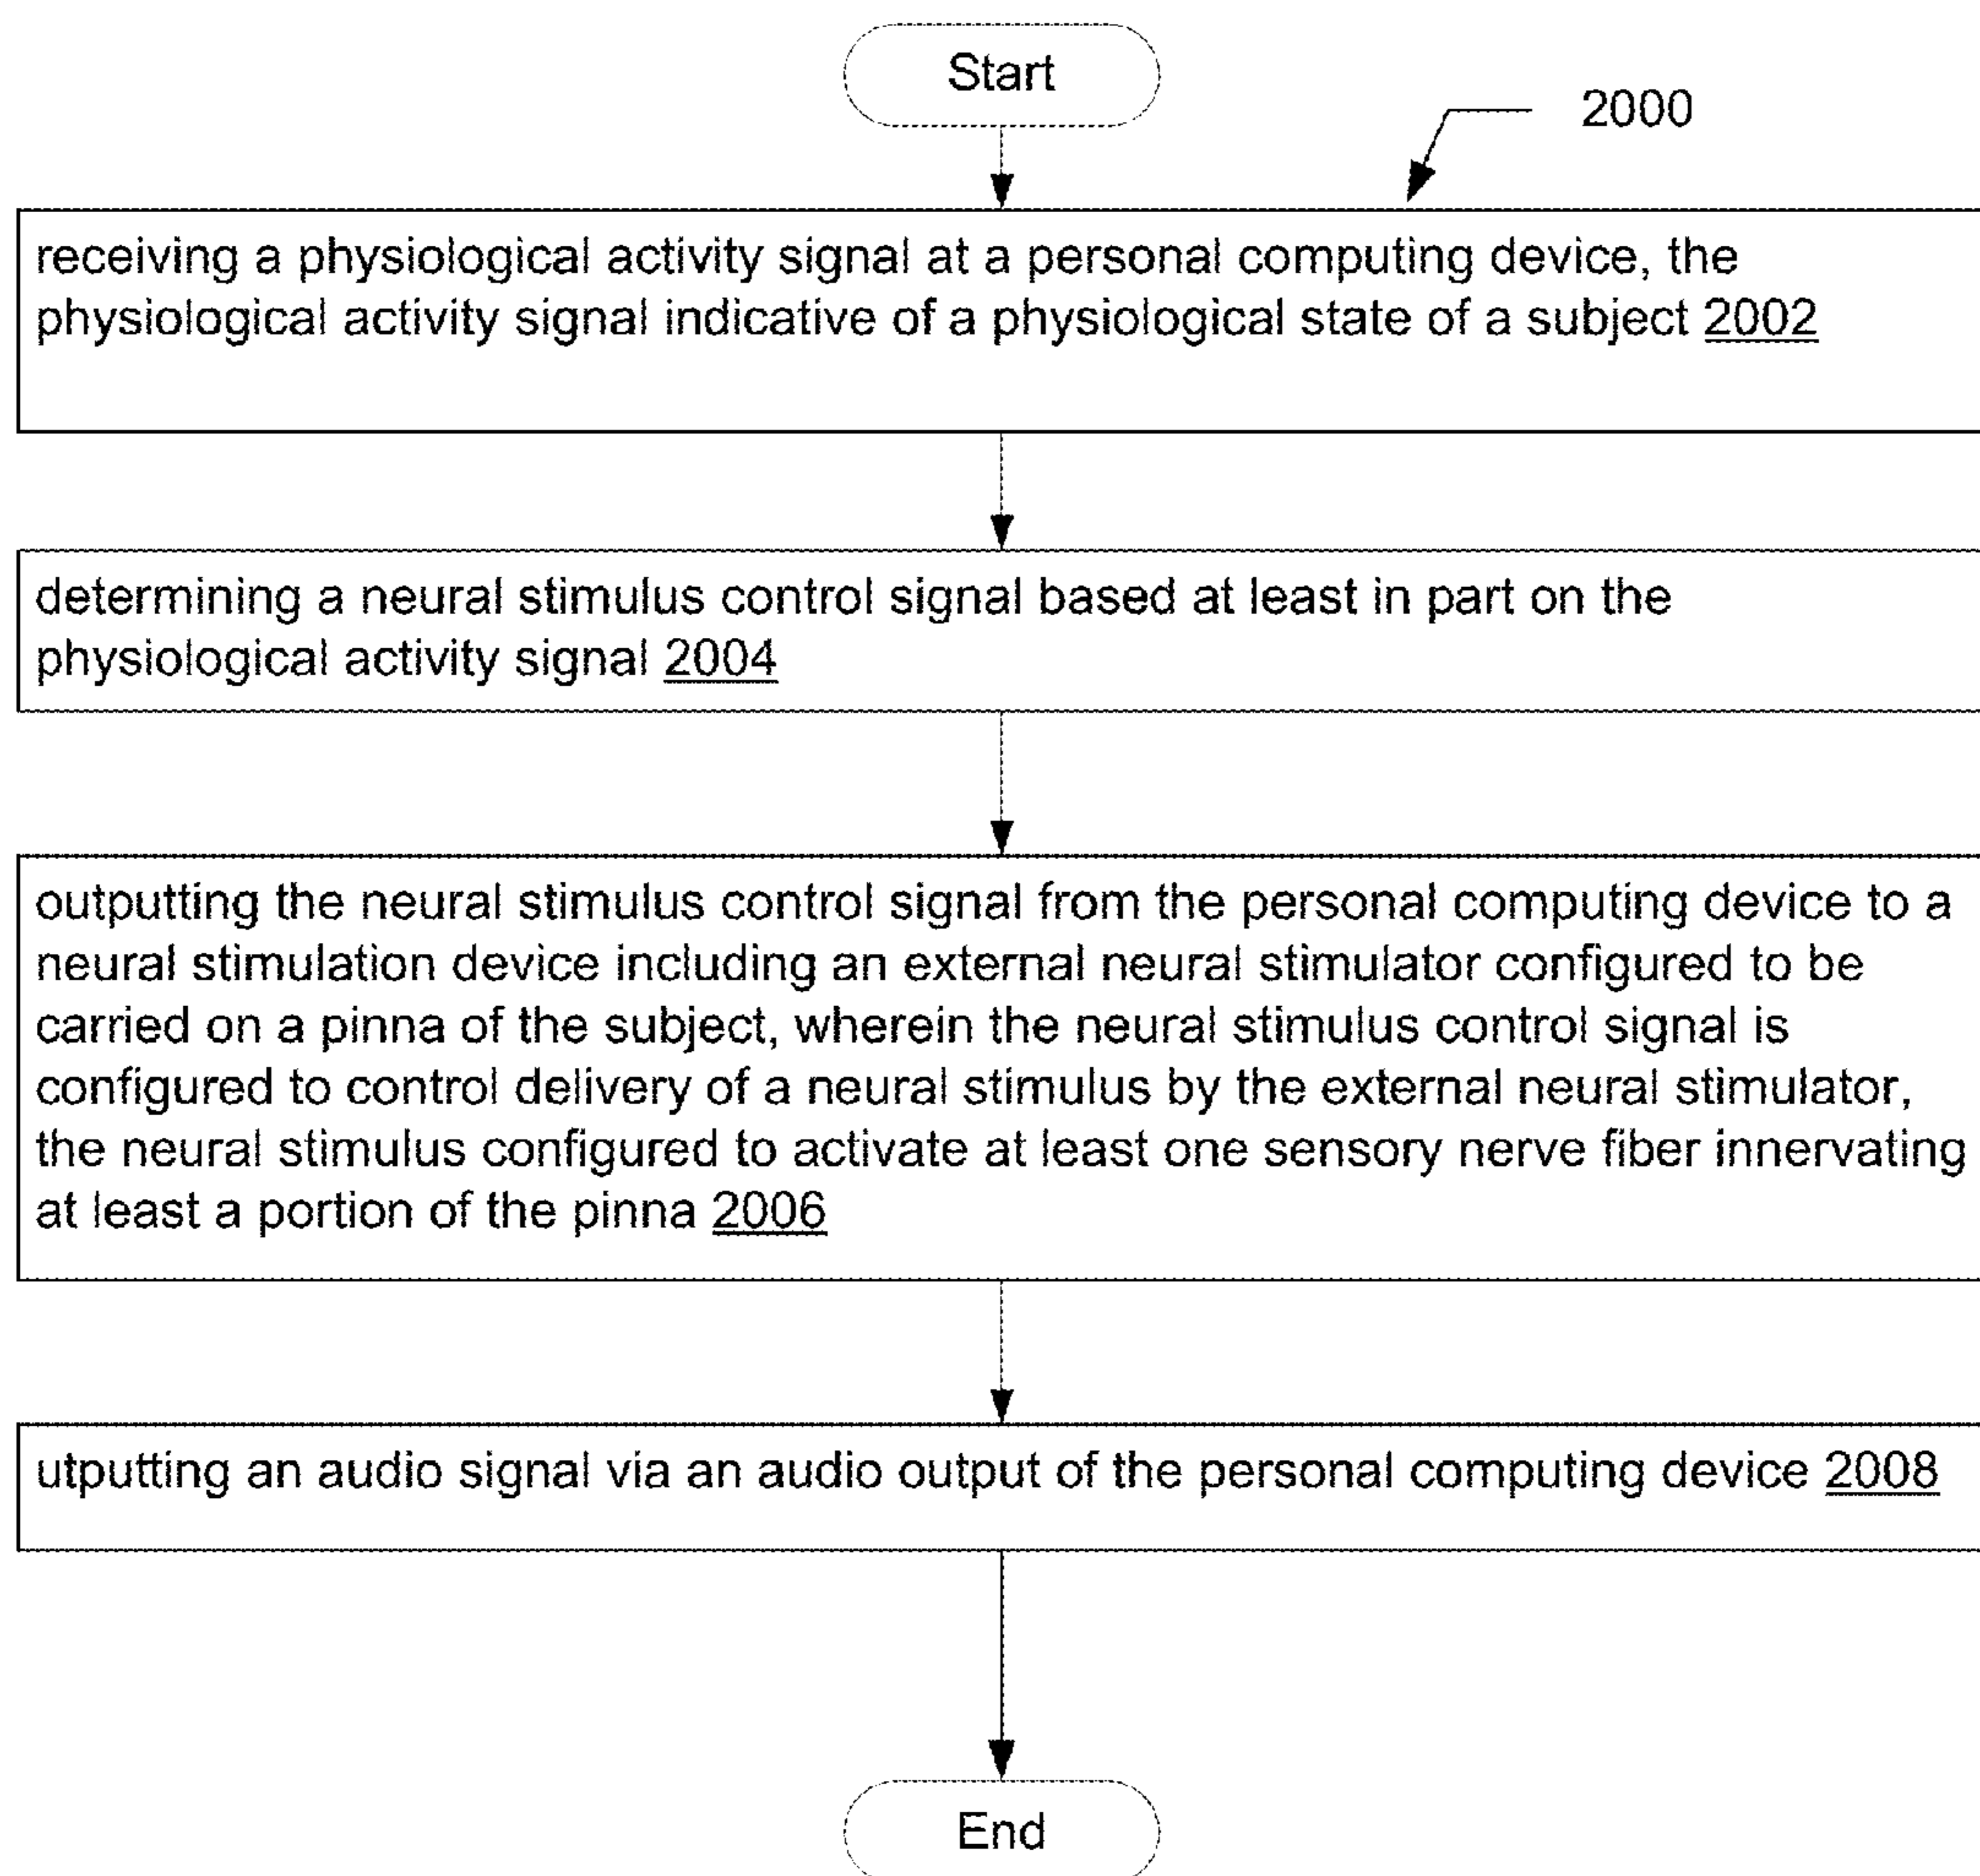 Start
2000
receiving a physiological activity signal at a personal computing device, the
physiological activity signal indicative of a physiological state of a subject 2002
determining a neural stimulus control signal based at least in part on the
physiological activity signal 2004
outputting the neural stimulus control signal from the personal computing device to a
neural stimulation device including an external neural stimulator configured to be
carried on a pinna of the subject, wherein the neural stimulus control signal is
configured to control delivery of a neural stimulus by the external neural stimulator,
the neural stimulus configured to activate at least one sensory nerve fiber innervating
at least a portion of the pinna 2006
utputting an audio signal via an audio output of the personal computing device 2008
End